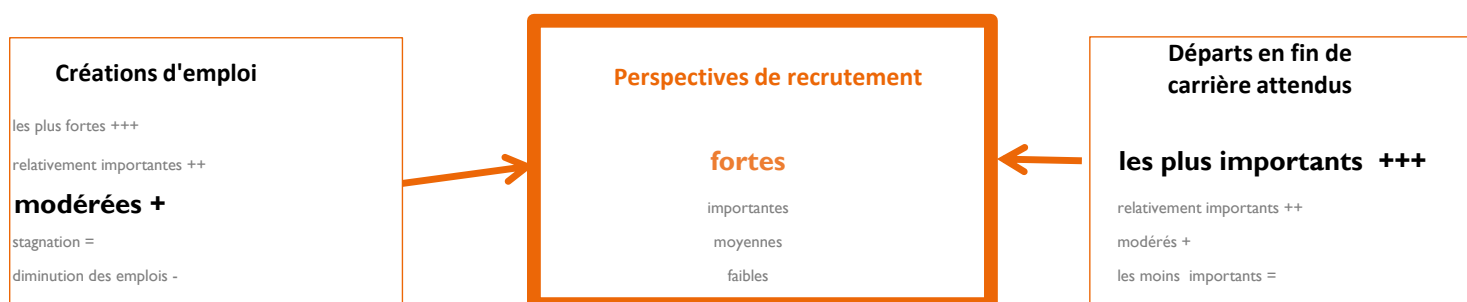 Créations d'emploi
les plus fortes +++
relativement importantes ++
modérées +
stagnation =
diminution des emplois -
Perspectives de recrutement
fortes
importantes
moyennes
faibles
Départs en fin de
carrière attendus
les plus importants +++
relativement importants ++
modérés +
les moins importants =